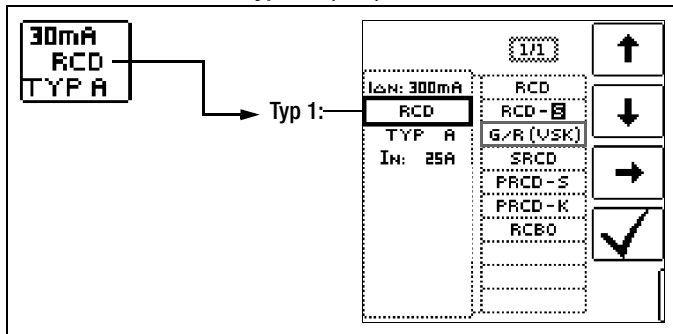 30mA
RCD
TYP A
Typ 1:
1/1
I△N: 300mA
RCD
TYP A
IN: 25A
RCD
RCD-S
G/R (VSK)
SRCD
PRCD-S
PRCD-K
RCBO